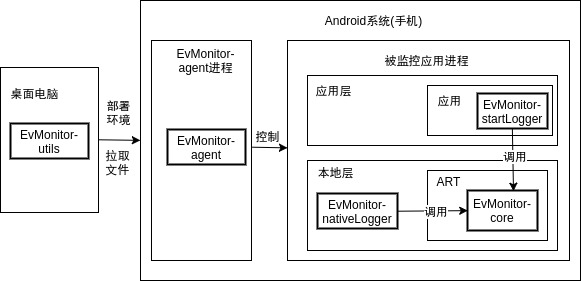 Android系统(手机)
桌面电脑
EvMonitor-
utils
部署
环境
拉取
文件
EvMonitor-
agent进程
EvMonitor-
agent
控制
被监控应用进程
应用层
应用
EvMonitor-
startLogger
调用
本地层
ART
EvMonitor-
nativeLogger
调用
EvMonitor-
core